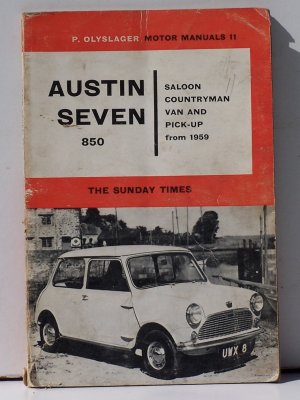 P. OLYSLAGER MOTOR MANUALS 11
AUSTIN
SEVEN
850
SALOON
COUNTRYMAN
VAN AND
PICK-UP
from 1959
THE SUNDAY TIMES
UWX 8